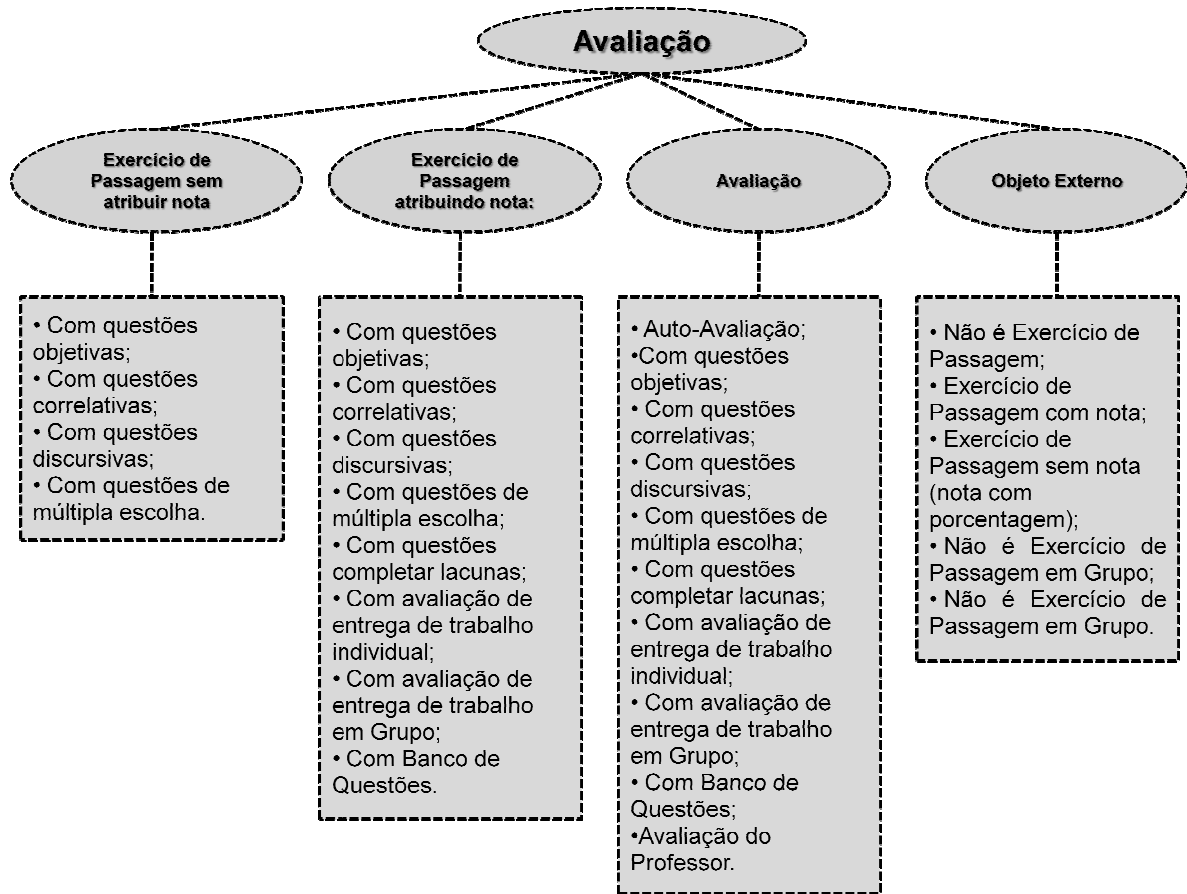 Avaliação
Exercício de
Passagem sem
atribuir nota
Exercício de
Passagem
atribuindo nota:
Avaliação
Objeto Externo
• Com questões
objetivas;
• Com questões
correlativas;
• Com questões
discursivas;
• Com questões de
múltipla escolha.
• Com questões
objetivas;
• Com questões
correlativas;
• Com questões
discursivas;
• Com questões de
múltipla escolha;
• Com questões
completar lacunas;
• Com avaliação de
entrega de trabalho
individual;
• Com avaliação de
entrega de trabalho
em Grupo;
• Com Banco de
Questões.
• Auto-Avaliação;
•Com questões
objetivas;
• Com questões
correlativas;
• Com questões
discursivas;
• Com questões de
múltipla escolha;
• Com questões
completar lacunas;
• Com avaliação de
entrega de trabalho
individual;
• Com avaliação de
entrega de trabalho
em Grupo;
• Com Banco de
Questões;
•Avaliação do
Professor.
• Não é Exercício de
Passagem;
• Exercício de
Passagem com nota;
• Exercício de
Passagem sem nota
(nota com
porcentagem);
• Não é Exercício de
Passagem em Grupo;
• Não é Exercício de
Passagem em Grupo.